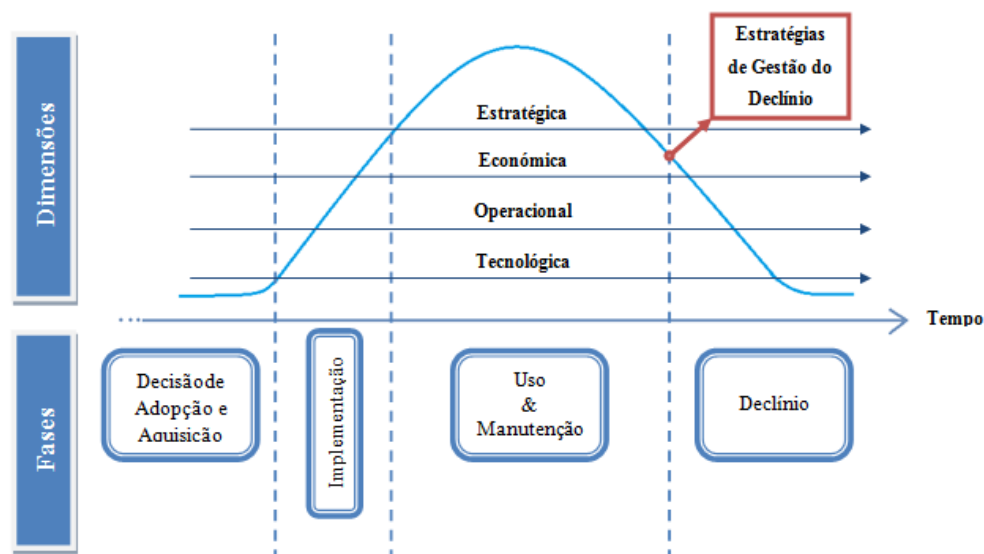 Dimensões
Estratégias
de Gestão do
Declínio
Estratégica
Económica
Operacional
Tecnológica
Tempo
Fases
Decisão de
Adopção e
Aquisição
Implementação
Uso
&
Manutenção
Declínio